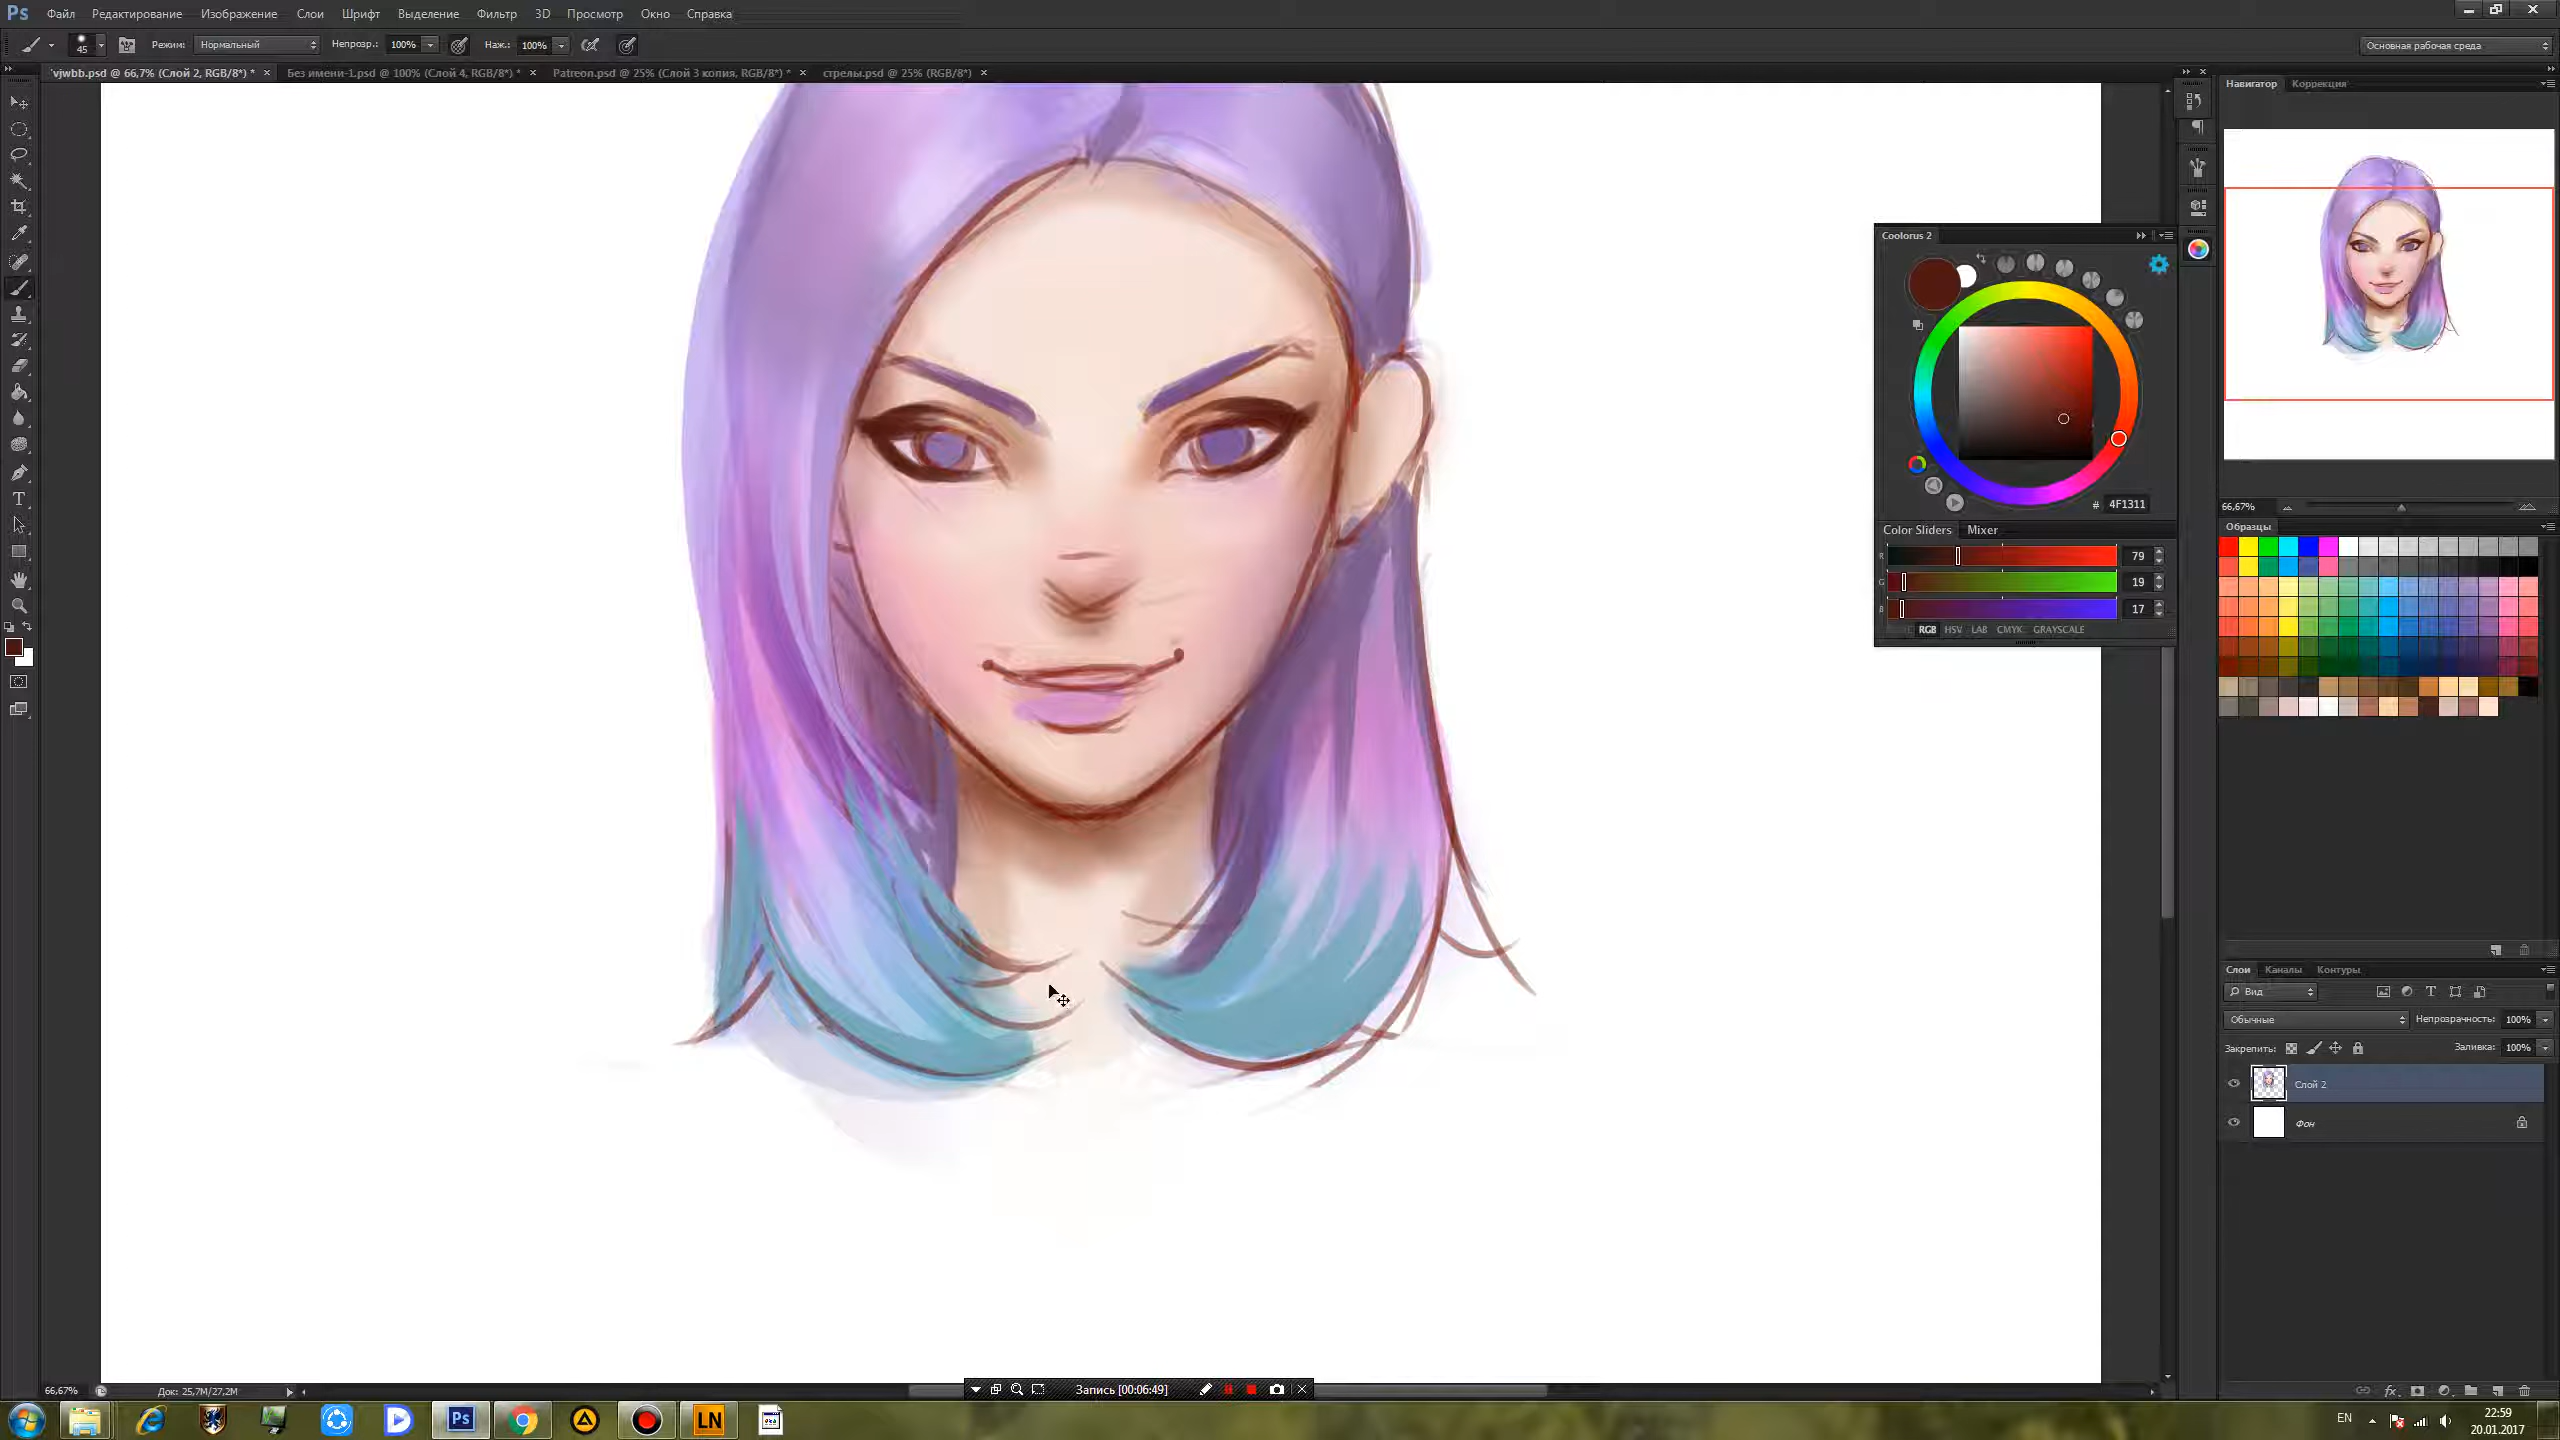 Ps Файл Редактирование Изображение Слои Шрифт Выделение Фильтр 3D Просмотр Окно Справка
45 Режим: Нормальный Непрозр.: 100% Наж.: 100% Основная рабочая среда
'vjwbb.psd @ 66,7% (Слой 2, RGB/8*) * Без имени-1.psd @ 100% (Слой 4, RGB/8*) * Patreon.psd @ 25% (Слой 3 копия, RGB/8*) * стрелы.psd @ 25% (RGB/8*)
Навигатор Коррекция
Coolorus 2
# 4F1311
Color Sliders Mixer
R 79
G 19
B 17
RGB HSV LAB CMYK GRAYSCALE
66,67%
Образцы
Слои Каналы Контуры
Вид
Обычные Непрозрачность: 100%
Закрепить: Заливка: 100%
Слой 2
Фон
fx
66,67% Док: 25,7M/27,2M Запись [00:06:49]
Ps LN EN 22:59
20.01.2017